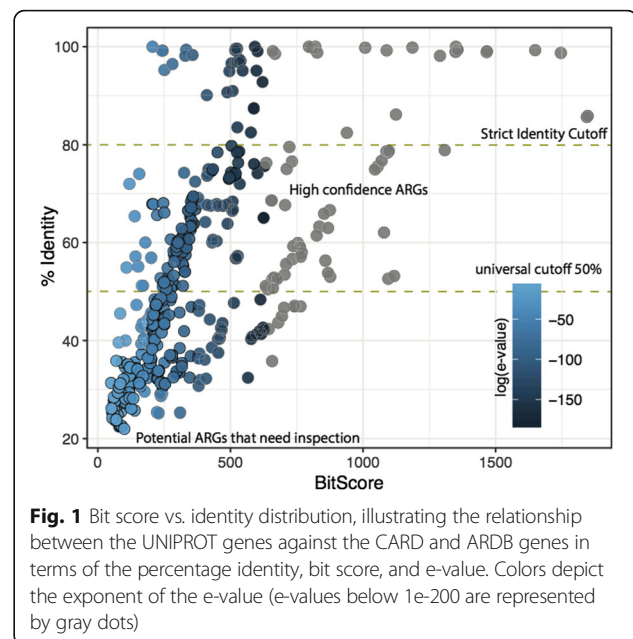 100
80
60
40
20
% Identity
Strict Identity Cutoff
High confidence ARGs
universal cutoff 50%
log(e-value)
−50
−100
−150
Potential ARGs that need inspection
0
500
1000
1500
BitScore
Fig. 1 Bit score vs. identity distribution, illustrating the relationship
between the UNIPROT genes against the CARD and ARDB genes in
terms of the percentage identity, bit score, and e-value. Colors depict
the exponent of the e-value (e-values below 1e-200 are represented
by gray dots)